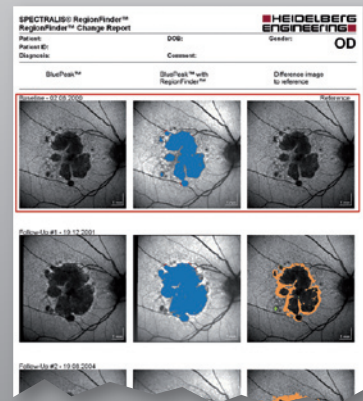 SPECTRALIS® RegionFinder™
RegionFinder™ Change Report
HEIDELBERG
ENGINEERING
Patient:
DOB:
Gender:
OD
Patient ID:
Diagnosis:
Comment:
BluePeak™
BluePeak™ with
RegionFinder™
Difference image
to reference
Baseline - 02.05.2000
Reference
Follow-Up #1 - 19.12.2001
Follow-Up #2 - 19.08.2004